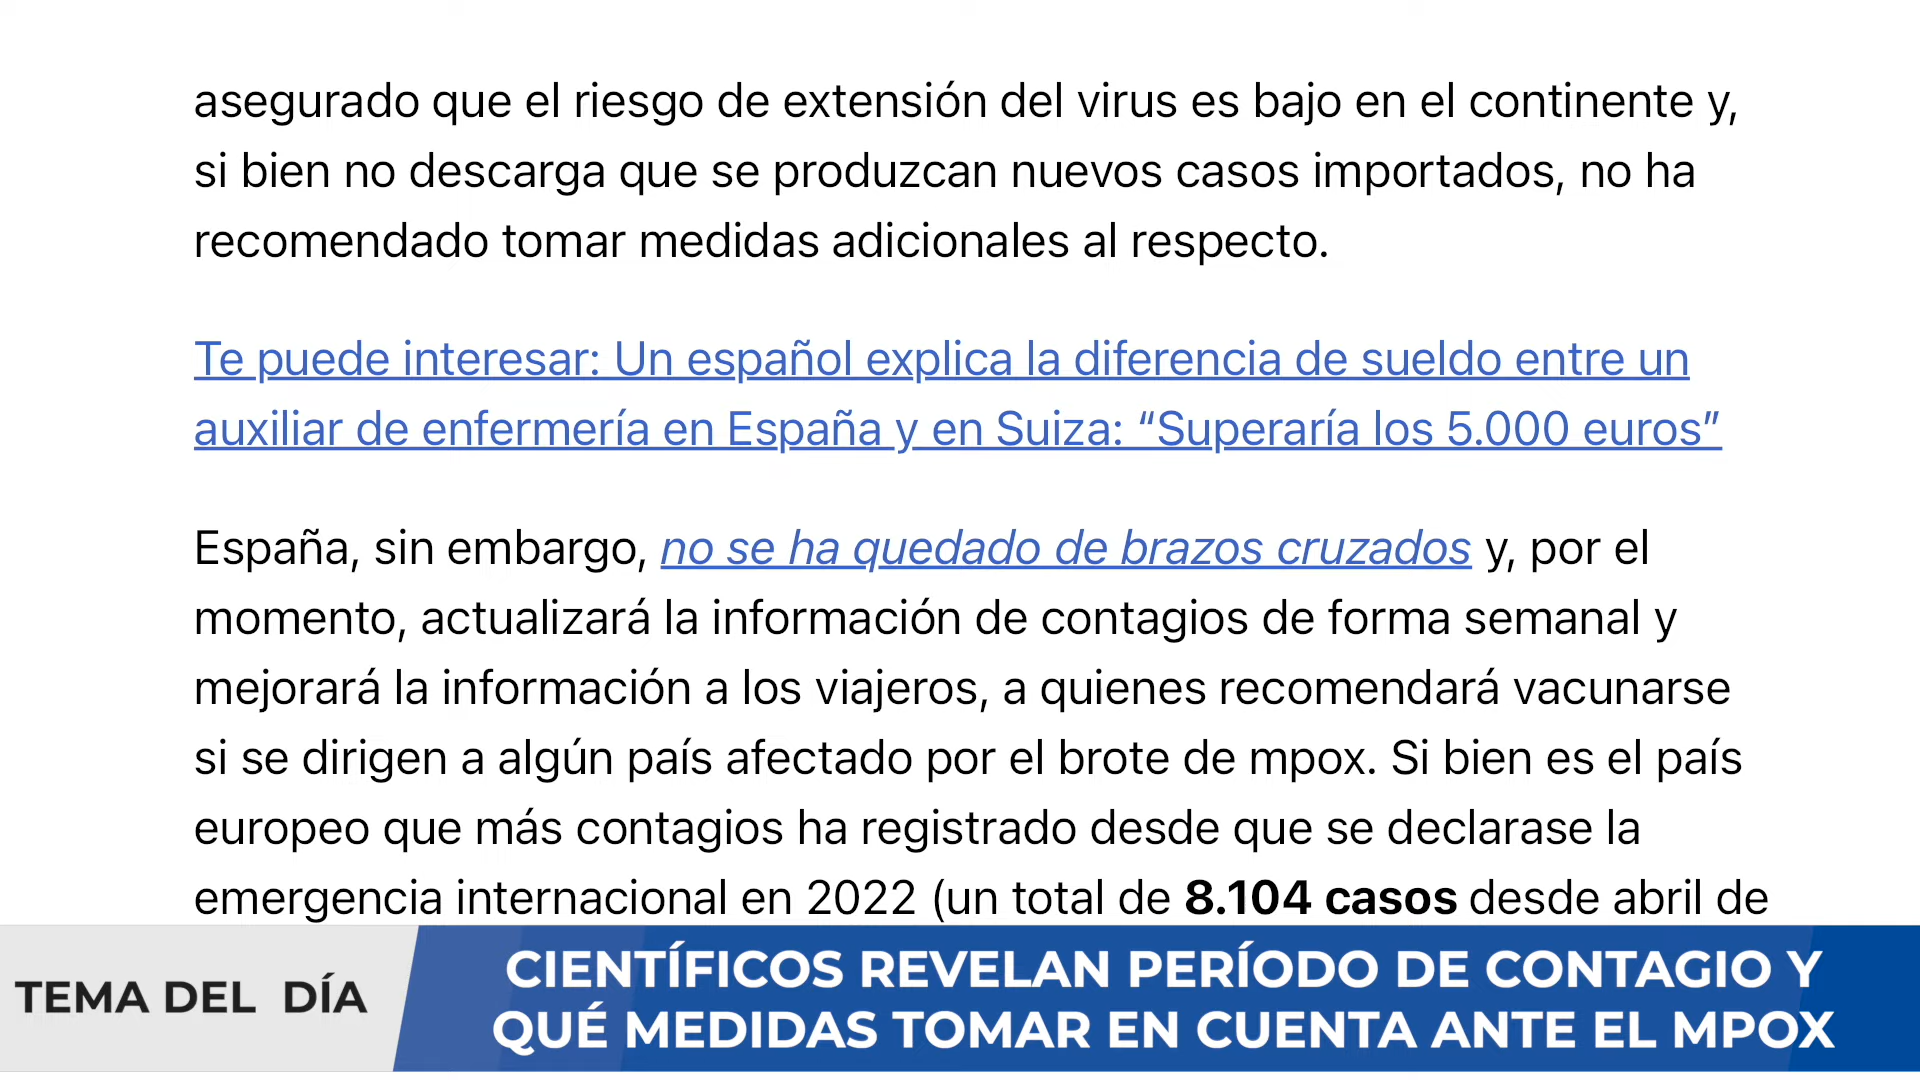 asegurado que el riesgo de extensión del virus es bajo en el continente y,
si bien no descarga que se produzcan nuevos casos importados, no ha
recomendado tomar medidas adicionales al respecto.
Te puede interesar: Un español explica la diferencia de sueldo entre un
auxiliar de enfermería en España y en Suiza: “Superaría los 5.000 euros”
España, sin embargo, no se ha quedado de brazos cruzados y, por el
momento, actualizará la información de contagios de forma semanal y
mejorará la información a los viajeros, a quienes recomendará vacunarse
si se dirigen a algún país afectado por el brote de mpox. Si bien es el país
europeo que más contagios ha registrado desde que se declarase la
emergencia internacional en 2022 (un total de 8.104 casos desde abril de
TEMA DEL DÍA
CIENTÍFICOS REVELAN PERÍODO DE CONTAGIO Y
QUÉ MEDIDAS TOMAR EN CUENTA ANTE EL MPOX